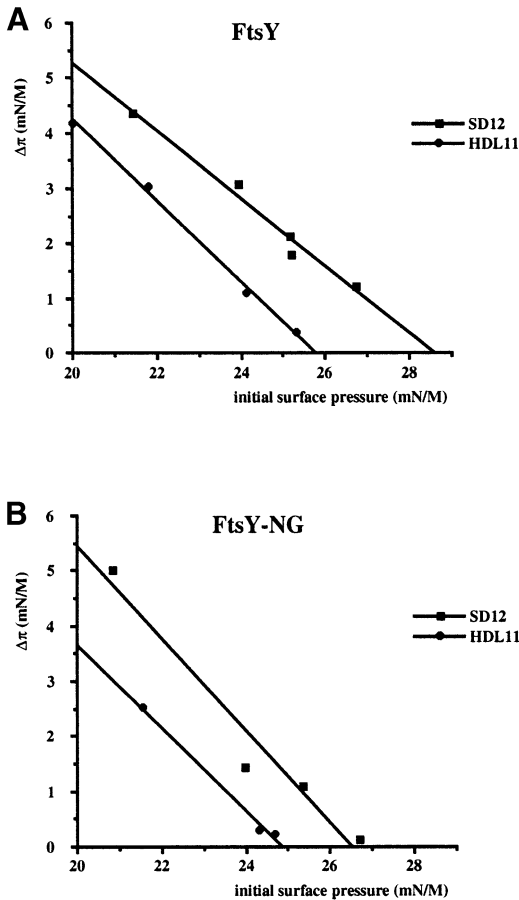 A
FtsY
6
5
4
3
2
1
0
Δπ (mN/M)
SD12
HDL11
20
22
24
26
28
initial surface pressure (mN/M)
B
FtsY-NG
6
5
4
3
2
1
0
Δπ (mN/M)
SD12
HDL11
20
22
24
26
28
initial surface pressure (mN/M)